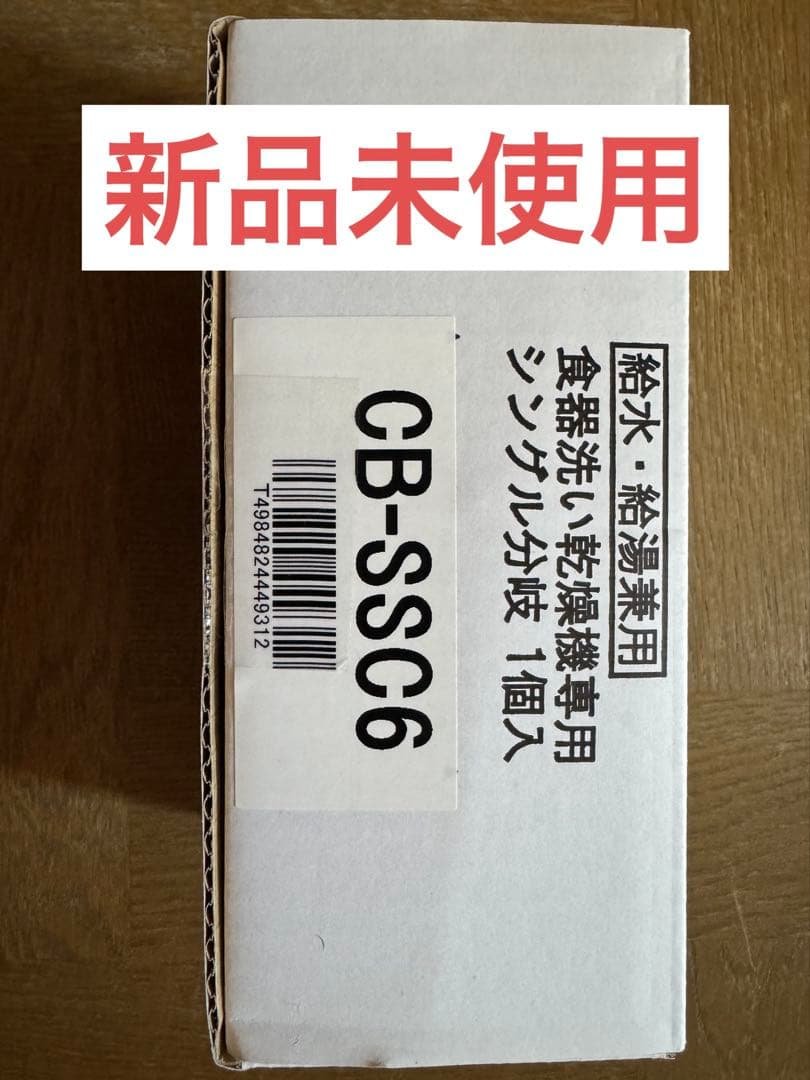 新品未使用
給水・給湯兼用
食器洗い乾燥機専用
シングル分岐 1個入
CB-SSC6
T4984824449312